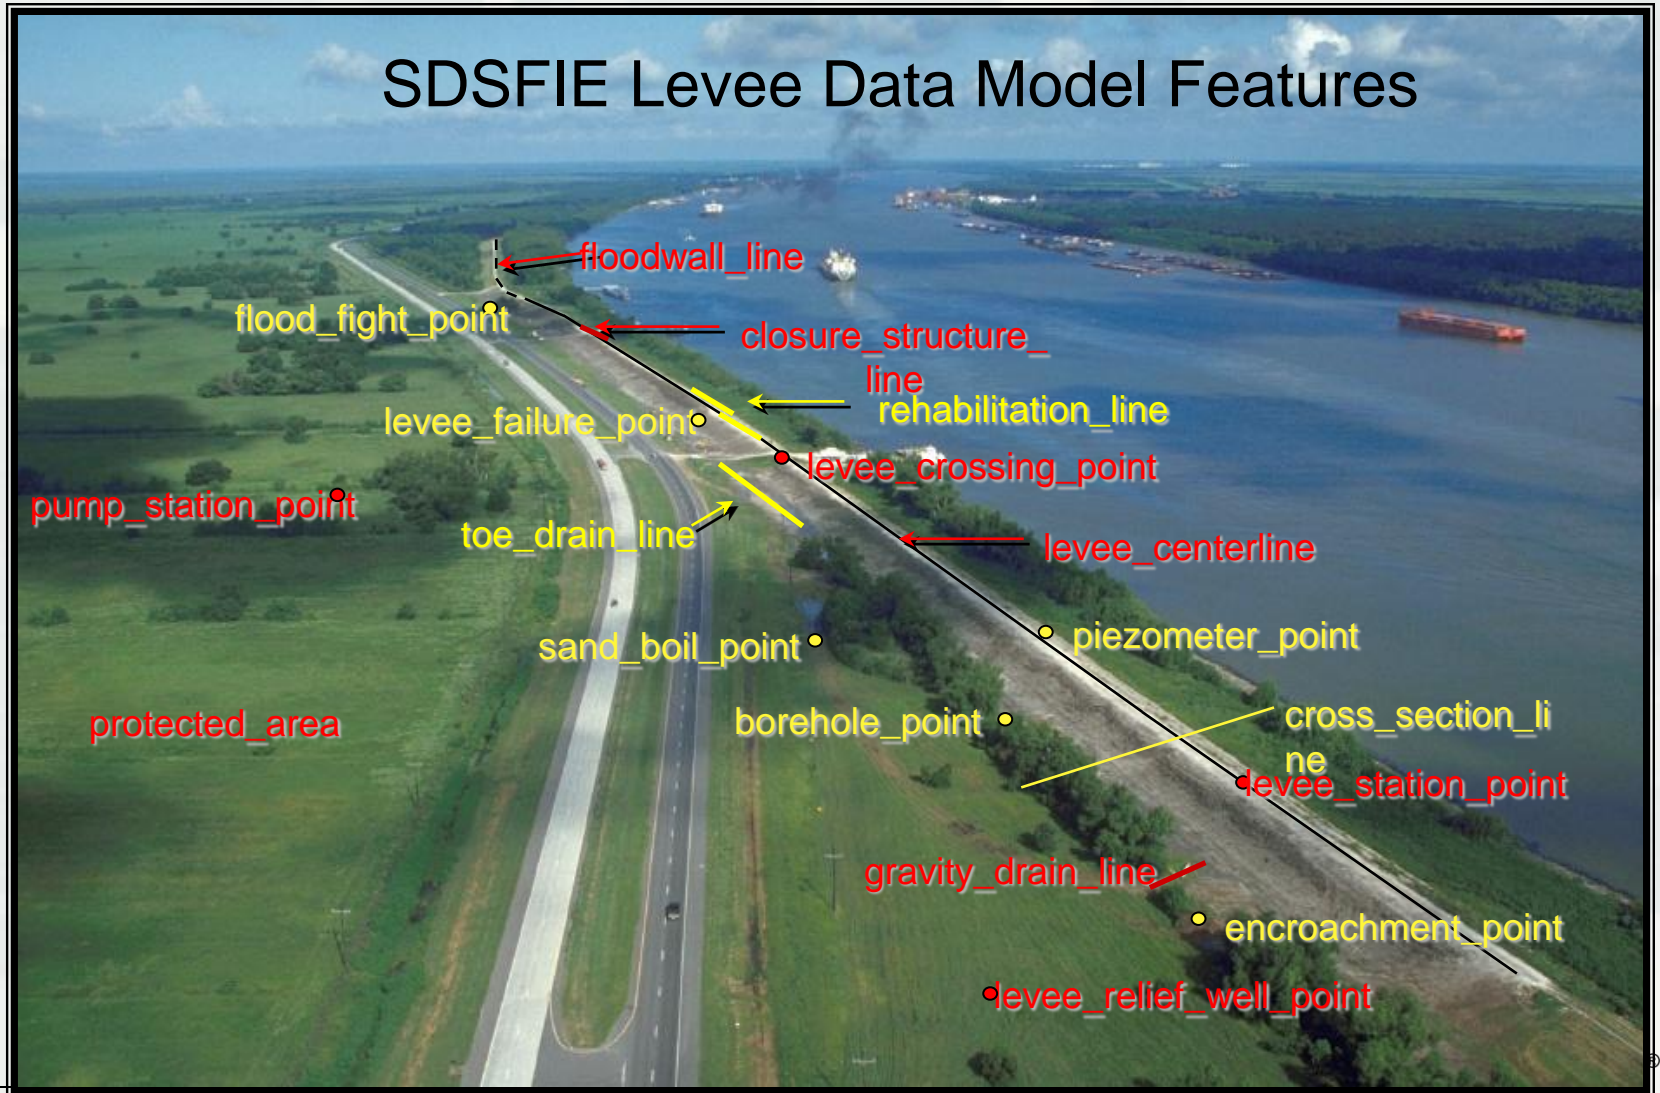 SDSFIE Levee Data Model Features
floodwall_line
flood_fight_point
closure_structure_
line
rehabilitation_line
levee_failure_point
levee_crossing_point
pump_station_point
toe_drain_line
levee_centerline
sand_boil_point
piezometer_point
protected_area
borehole_point
cross_section_li
ne
levee_station_point
gravity_drain_line
encroachment_point
levee_relief_well_point
®